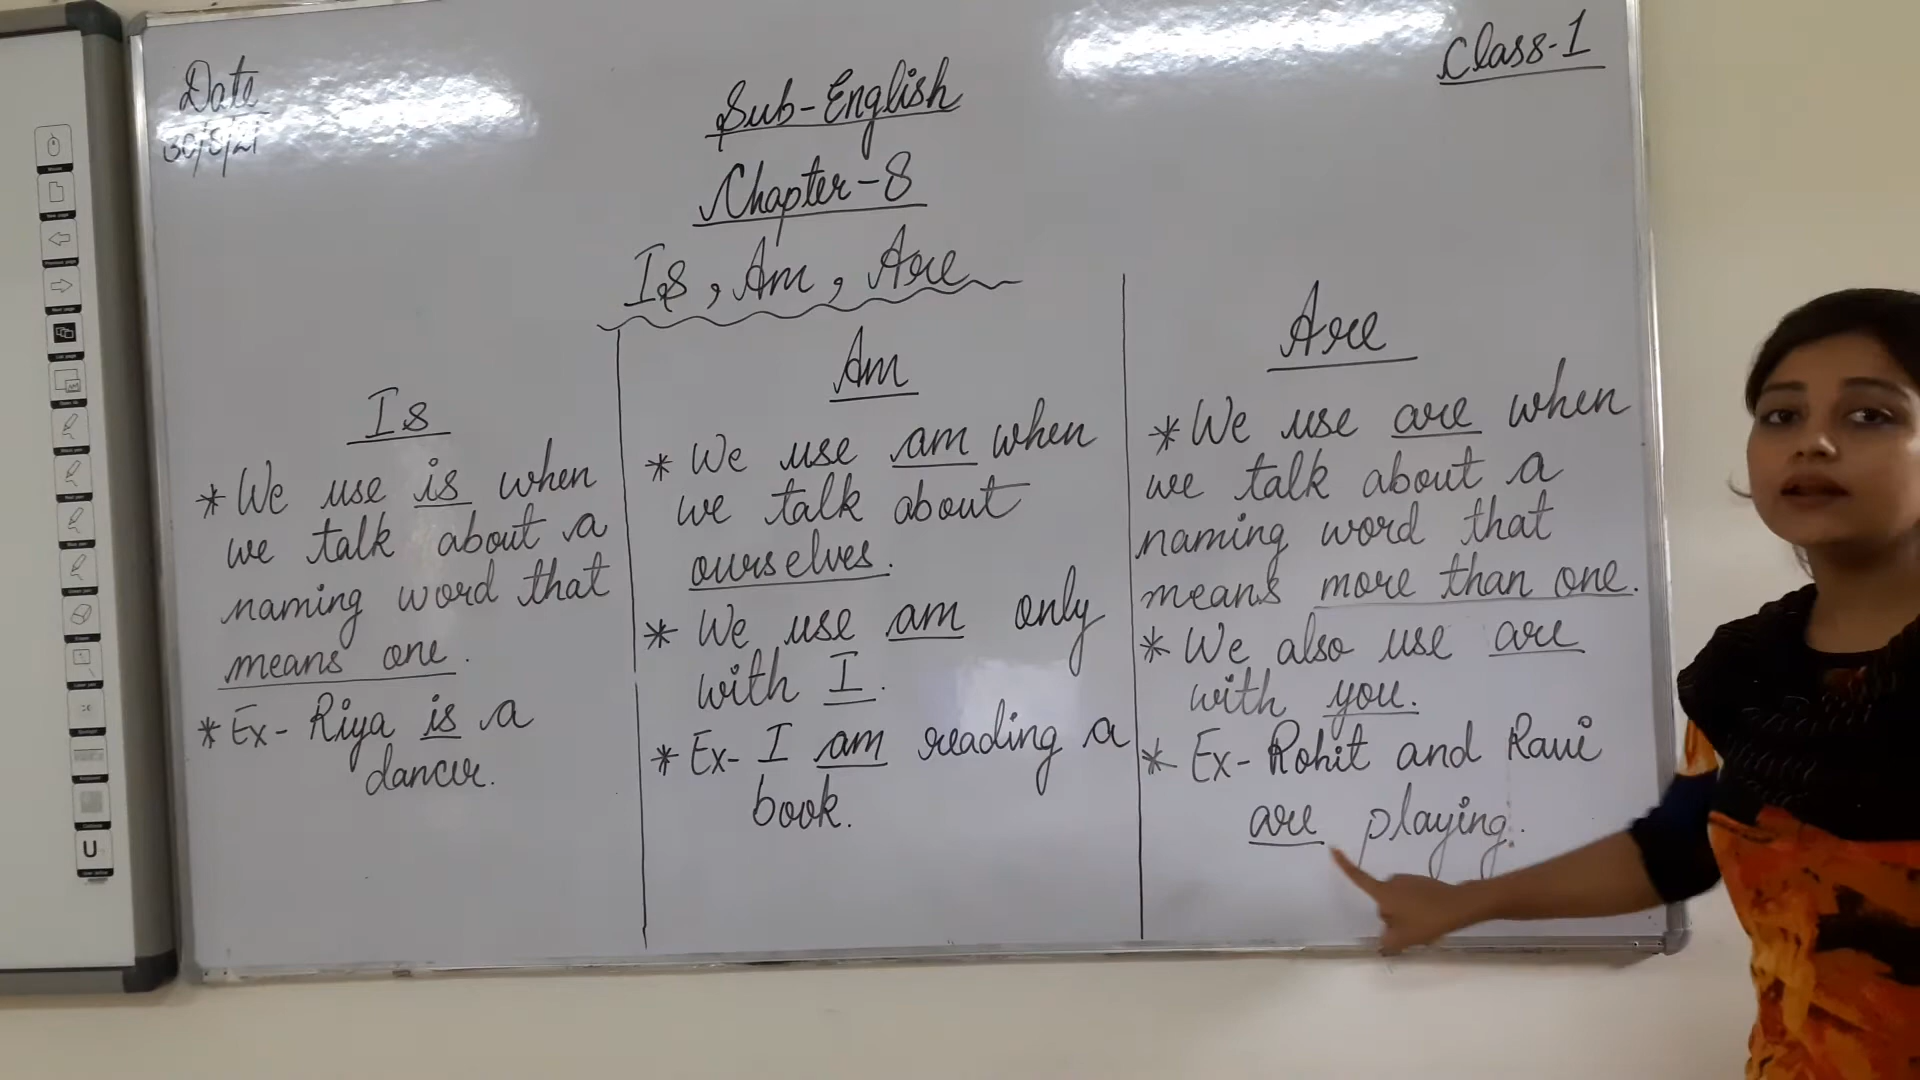 Date
30/8/21
Class-1
Sub-English
Chapter-8
Is, Am, Are
Is
* We use is when
we talk about a
naming word that
means one.
* Ex- Riya is a
dancer.
Am
* We use am when
we talk about
ourselves.
* We use am only
with I.
* Ex- I am reading a
book.
Are
* We use are when
we talk about a
naming word that
means more than one.
* We also use are
with you.
* Ex- Rohit and Ravi
are playing.
U